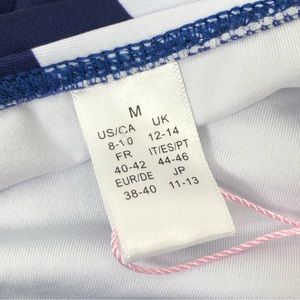 M
US/CA UK
8-10 12-14
FR IT/ES/PT
40-42 44-46
EUR/DE JP
38-40 11-13